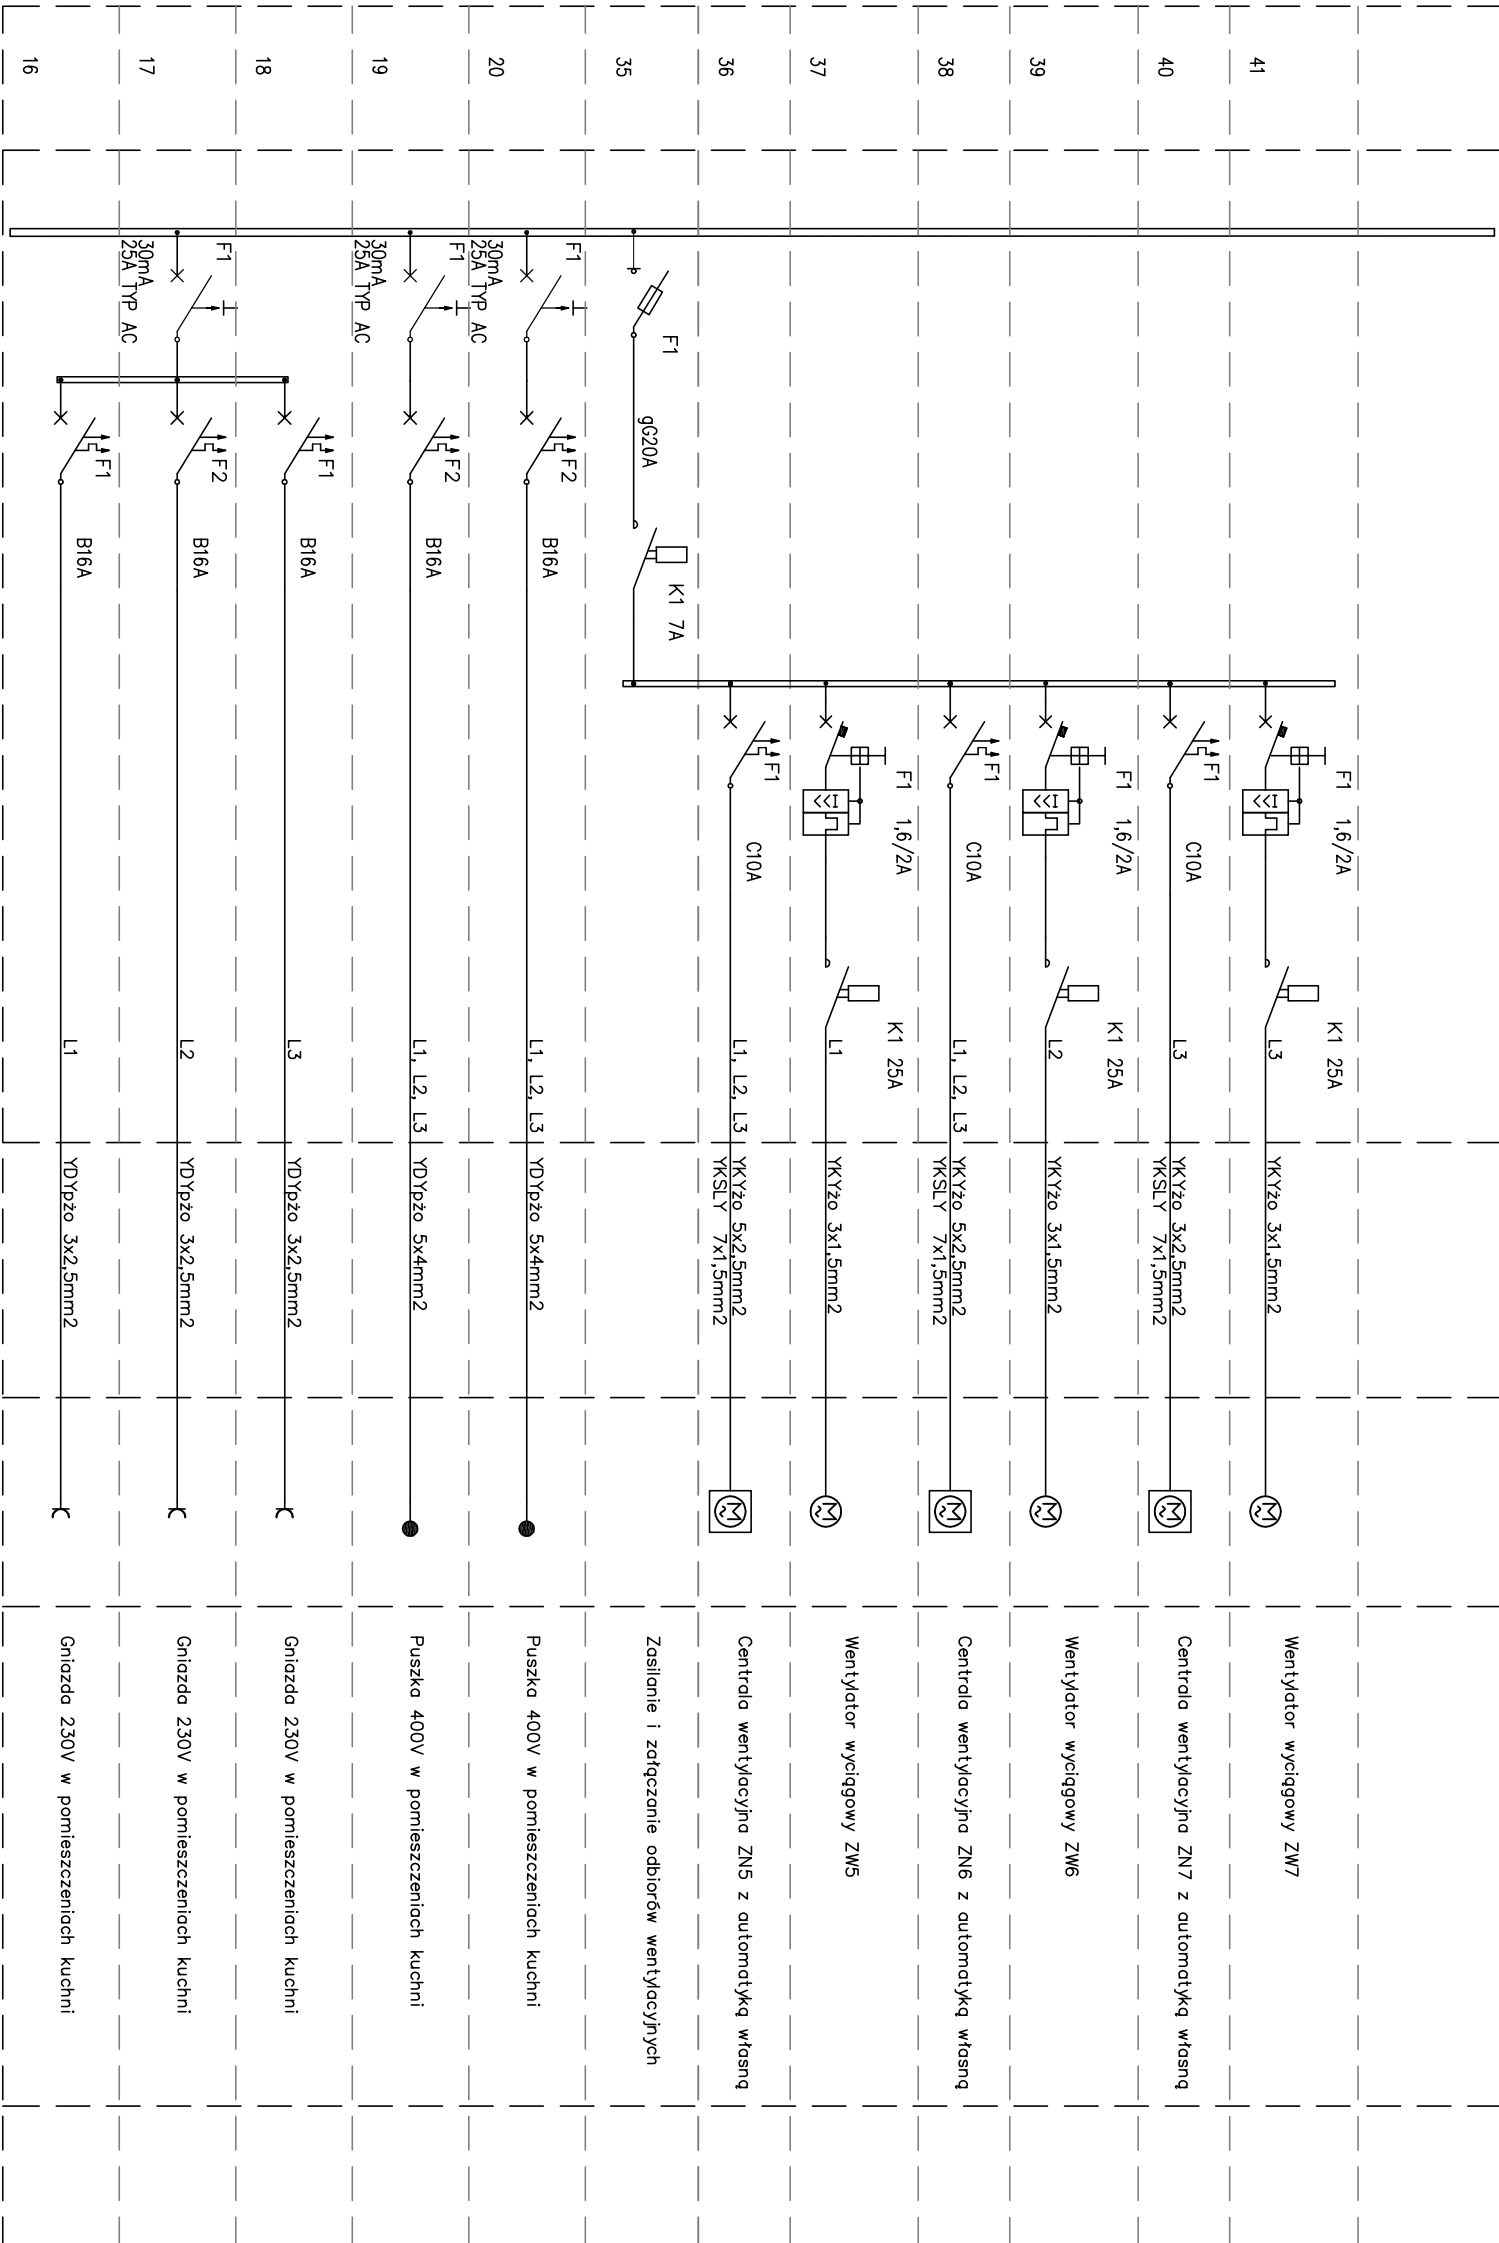 16
F1
B16A
L1
YDYpżo 3x2,5mm2
Gniazda 230V w pomieszczeniach kuchni
17
F1
30mA
25A TYP AC
F2
B16A
L2
YDYpżo 3x2,5mm2
Gniazda 230V w pomieszczeniach kuchni
18
F1
B16A
L3
YDYpżo 3x2,5mm2
Gniazda 230V w pomieszczeniach kuchni
19
F1
30mA
25A TYP AC
F2
B16A
L1, L2, L3
YDYpżo 5x4mm2
Puszka 400V w pomieszczeniach kuchni
20
F1
30mA
25A TYP AC
F2
B16A
L1, L2, L3
YDYpżo 5x4mm2
Puszka 400V w pomieszczeniach kuchni
35
F1
gG20A
K1 7A
Zasilanie i załączanie odbiorów wentylacyjnych
36
F1
C10A
L1, L2, L3
YKYżo 5x2,5mm2
YKSLY 7x1,5mm2
M
~
Centrala wentylacyjna ZN5 z automatyką własną
37
F1 1,6/2A
I>>
K1 25A
L1
YKYżo 3x1,5mm2
M
~
Wentylator wyciągowy ZW5
38
F1
C10A
L1, L2, L3
YKYżo 5x2,5mm2
YKSLY 7x1,5mm2
M
~
Centrala wentylacyjna ZN6 z automatyką własną
39
F1 1,6/2A
I>>
K1 25A
L2
YKYżo 3x1,5mm2
M
~
Wentylator wyciągowy ZW6
40
F1
C10A
L3
YKYżo 3x2,5mm2
YKSLY 7x1,5mm2
M
~
Centrala wentylacyjna ZN7 z automatyką własną
41
F1 1,6/2A
I>>
K1 25A
L3
YKYżo 3x1,5mm2
M
~
Wentylator wyciągowy ZW7